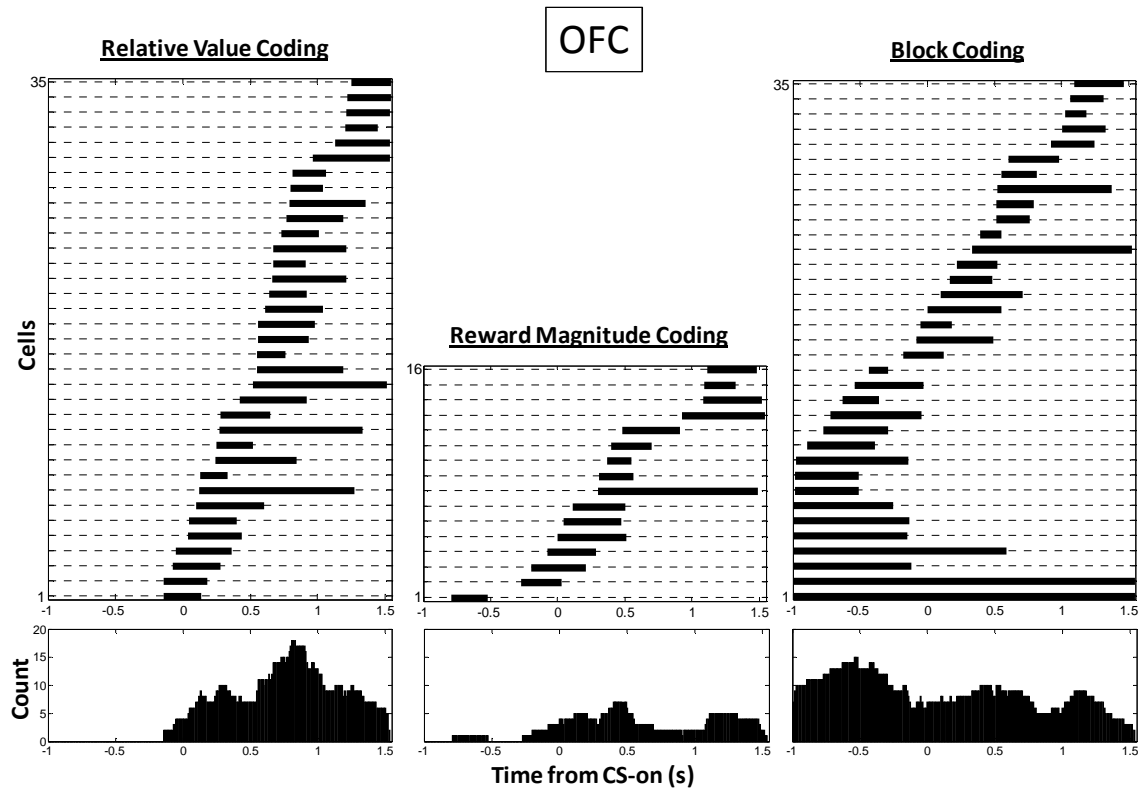 OFC
Relative Value Coding
Block Coding
35
Cells
1
-1 -0.5 0 0.5 1 1.5
Reward Magnitude Coding
16
1
-1 -0.5 0 0.5 1 1.5
35
1
-1 -0.5 0 0.5 1 1.5
20
15
10
5
0
Count
-1 -0.5 0 0.5 1 1.5
-1 -0.5 0 0.5 1 1.5
-1 -0.5 0 0.5 1 1.5
Time from CS-on (s)